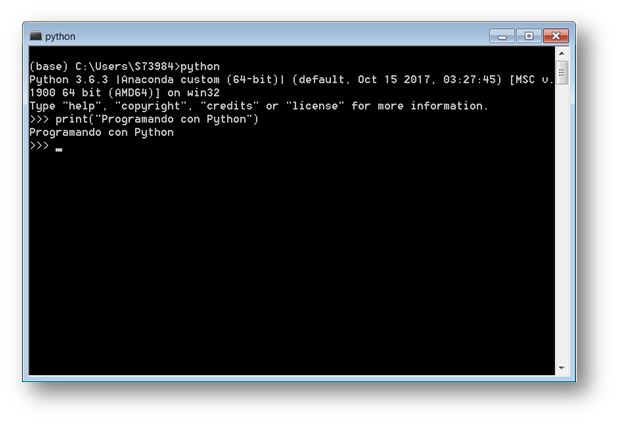 python
(base) C:\Users\S73984>python
Python 3.6.3 |Anaconda custom (64-bit)| (default, Oct 15 2017, 03:27:45) [MSC v.
1900 64 bit (AMD64)] on win32
Type "help", "copyright", "credits" or "license" for more information.
>>> print("Programando con Python")
Programando con Python
>>> _